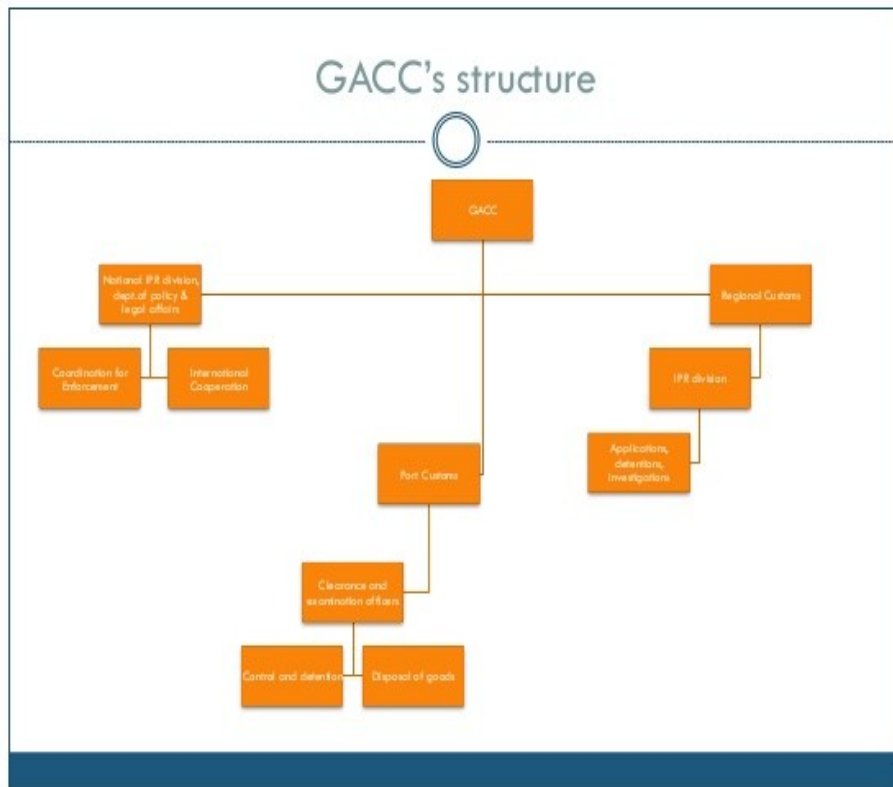 GACC's structure
GACC
National IPR division,
dept.of policy &
legal affairs
Regional Customs
Coordination for
Enforcement
International
Cooperation
IPR division
Applications,
detentions,
investigations
Port Customs
Clearance and
examination officers
Control and detention
Disposal of goods